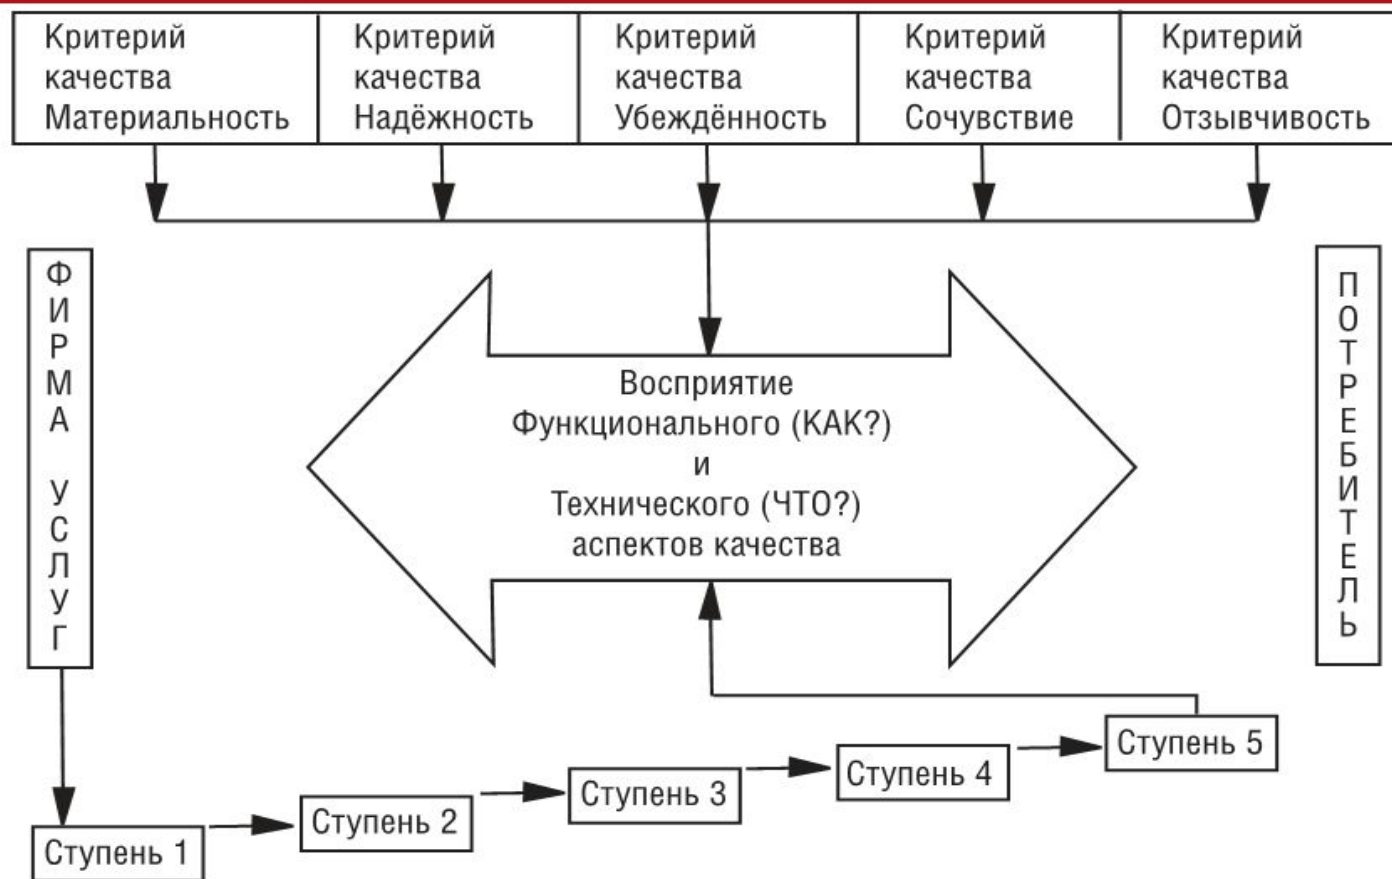 Критерий
качества
Материальность
Критерий
качества
Надёжность
Критерий
качества
Убеждённость
Критерий
качества
Сочувствие
Критерий
качества
Отзывчивость
ФИРМА УСЛУГ
Восприятие
Функционального (КАК?)
и
Технического (ЧТО?)
аспектов качества
ПОТРЕБИТЕЛЬ
Ступень 1
Ступень 2
Ступень 3
Ступень 4
Ступень 5